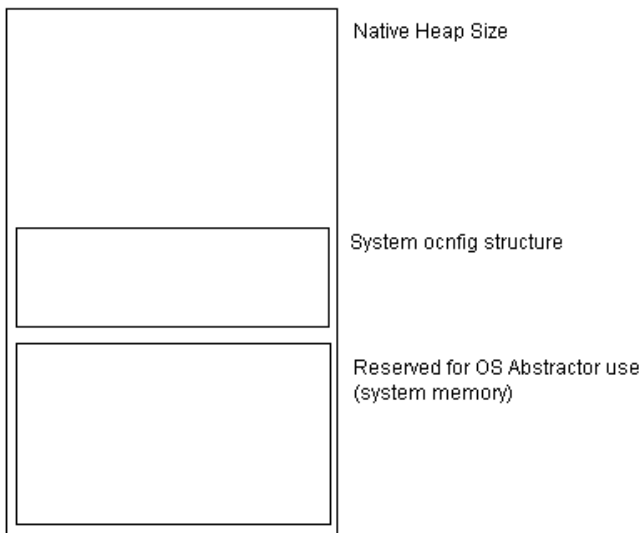 Native Heap Size
System ocnfig structure
Reserved for OS Abstractor use
(system memory)